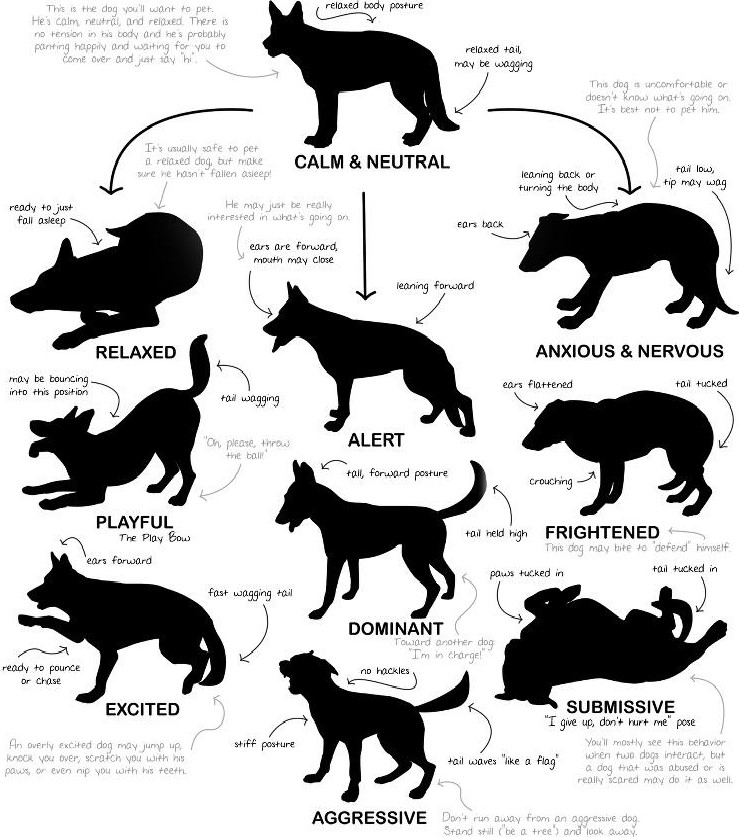 This is the dog you'll want to pet.
He's calm, neutral, and relaxed. There is
no tension in his body and he's probably
panting happily and waiting for you to
come over and just say "hi".
relaxed body posture
relaxed tail,
may be wagging
CALM & NEUTRAL
This dog is uncomfortable or
doesn't know what's going on.
It's best not to pet him.
It's usually safe to pet
a relaxed dog, but make
sure he hasn't fallen asleep!
ready to just
fall asleep
RELAXED
He may just be really
interested in what's going on.
ears are forward,
mouth may close
leaning forward
ALERT
leaning back or
turning the body
tail low,
tip may wag
ears back
ANXIOUS & NERVOUS
may be bouncing
into this position
tail wagging
"Oh, please, throw
the ball!"
PLAYFUL
The Play Bow
tall, forward posture
tail held high
DOMINANT
Toward another dog:
"I'm in charge!"
ears flattened
tail tucked
crouching
FRIGHTENED
This dog may bite to "defend" himself.
ears forward
fast wagging tail
ready to pounce
or chase
EXCITED
An overly excited dog may jump up,
knock you over, scratch you with his
paws, or even nip you with his teeth.
no hackles
stiff posture
tail waves "like a flag"
AGGRESSIVE
Don't run away from an aggressive dog.
Stand still ("be a tree") and look away.
paws tucked in
tail tucked in
SUBMISSIVE
"I give up, don't hurt me" pose
You'll mostly see this behavior
when two dogs interact, but
a dog that was abused or is
really scared may do it as well.